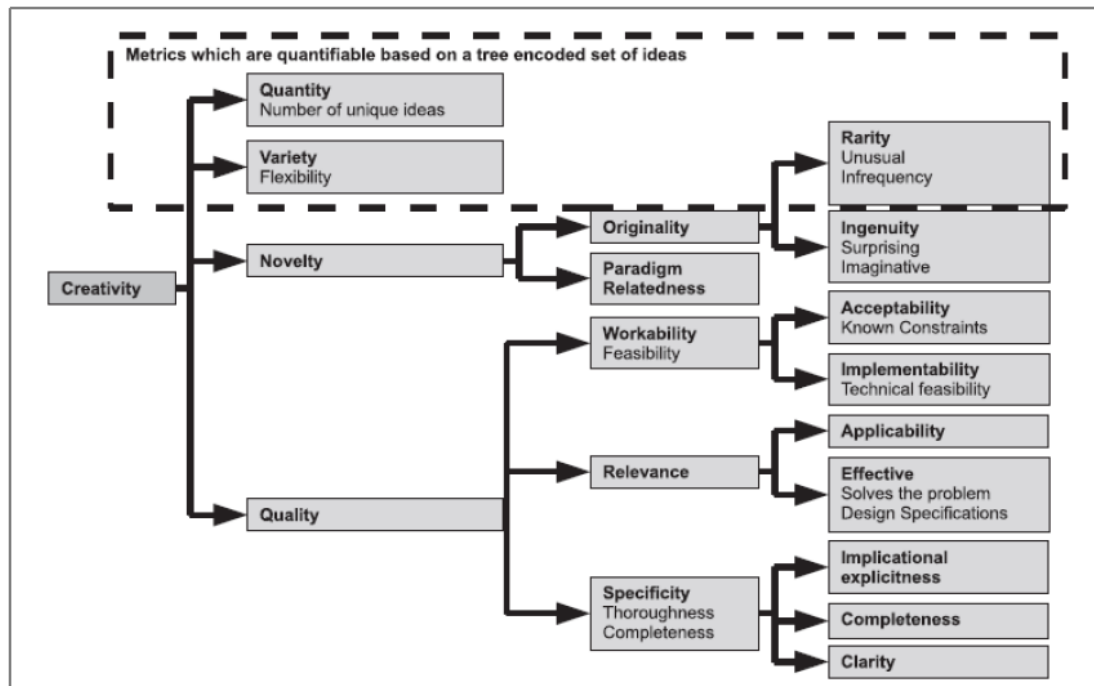 Metrics which are quantifiable based on a tree encoded set of ideas
Quantity
Number of unique ideas
Variety
Flexibility
Rarity
Unusual
Infrequency
Originality
Ingenuity
Surprising
Imaginative
Novelty
Paradigm
Relatedness
Creativity
Workability
Feasibility
Acceptability
Known Constraints
Implementability
Technical feasibility
Applicability
Relevance
Effective
Solves the problem
Design Specifications
Quality
Implicational
explicitness
Specificity
Thoroughness
Completeness
Completeness
Clarity